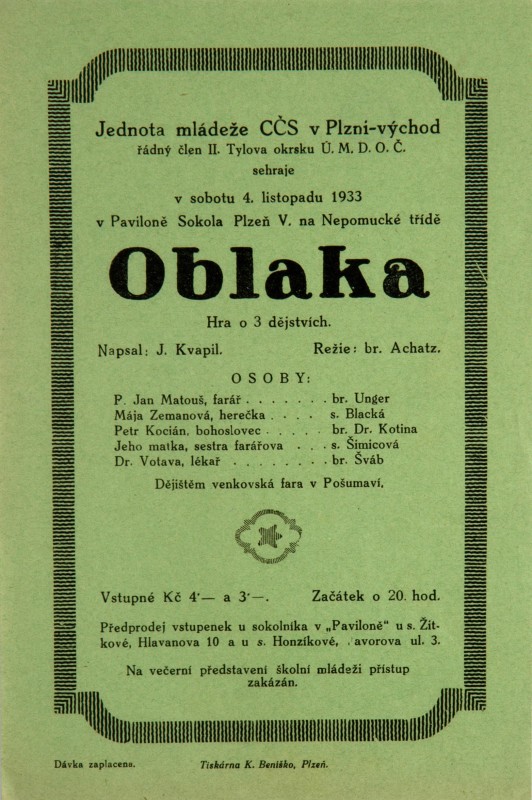 Jednota mládeže CČS v Plzni-východ
řádný člen II. Tylova okrsku Ú. M. D. O. Č.
sehraje
v sobotu 4. listopadu 1933
v Paviloně Sokola Plzeň V. na Nepomucké třídě
Oblaka
Hra o 3 dějstvích.
Napsal: J. Kvapil. Režie: br. Achatz.
OSOBY:
P. Jan Matouš, farář . . . . . . . br. Unger
Mája Zemanová, herečka . . . . s. Blacká
Petr Kocián, bohoslovec . . . . . br. Dr. Kotina
Jeho matka, sestra farářova . . . s. Šimicová
Dr. Votava, lékař . . . . . . . . br. Šváb
Dějištěm venkovská fara v Pošumaví.
Vstupné Kč 4·— a 3·—. Začátek o 20. hod.
Předprodej vstupenek u sokolníka v „Paviloně" u s. Žit-
kové, Hlavanova 10 a u s. Honzíkové, .avorova ul. 3.
Na večerní představení školní mládeži přístup
zakázán.
Dávka zaplacena. Tiskárna K. Beniško, Plzeň.